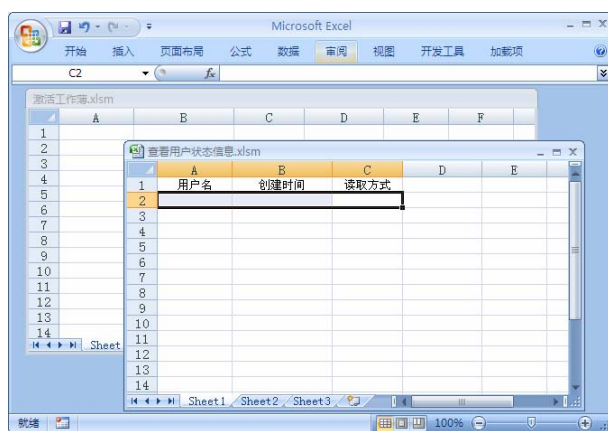 Microsoft Excel
开始 插入 页面布局 公式 数据 审阅 视图 开发工具 加载项
C2 fx
激活工作薄.xlsm
A B C D E F
1
2
3
4
5
6
7
8
9
10
11
12
13
14
Sheet
查看用户状态信息.xlsm
A B C D E
1 用户名 创建时间 读取方式
2
3
4
5
6
7
8
9
10
11
12
13
14
Sheet1 Sheet2 Sheet3
就绪 100%